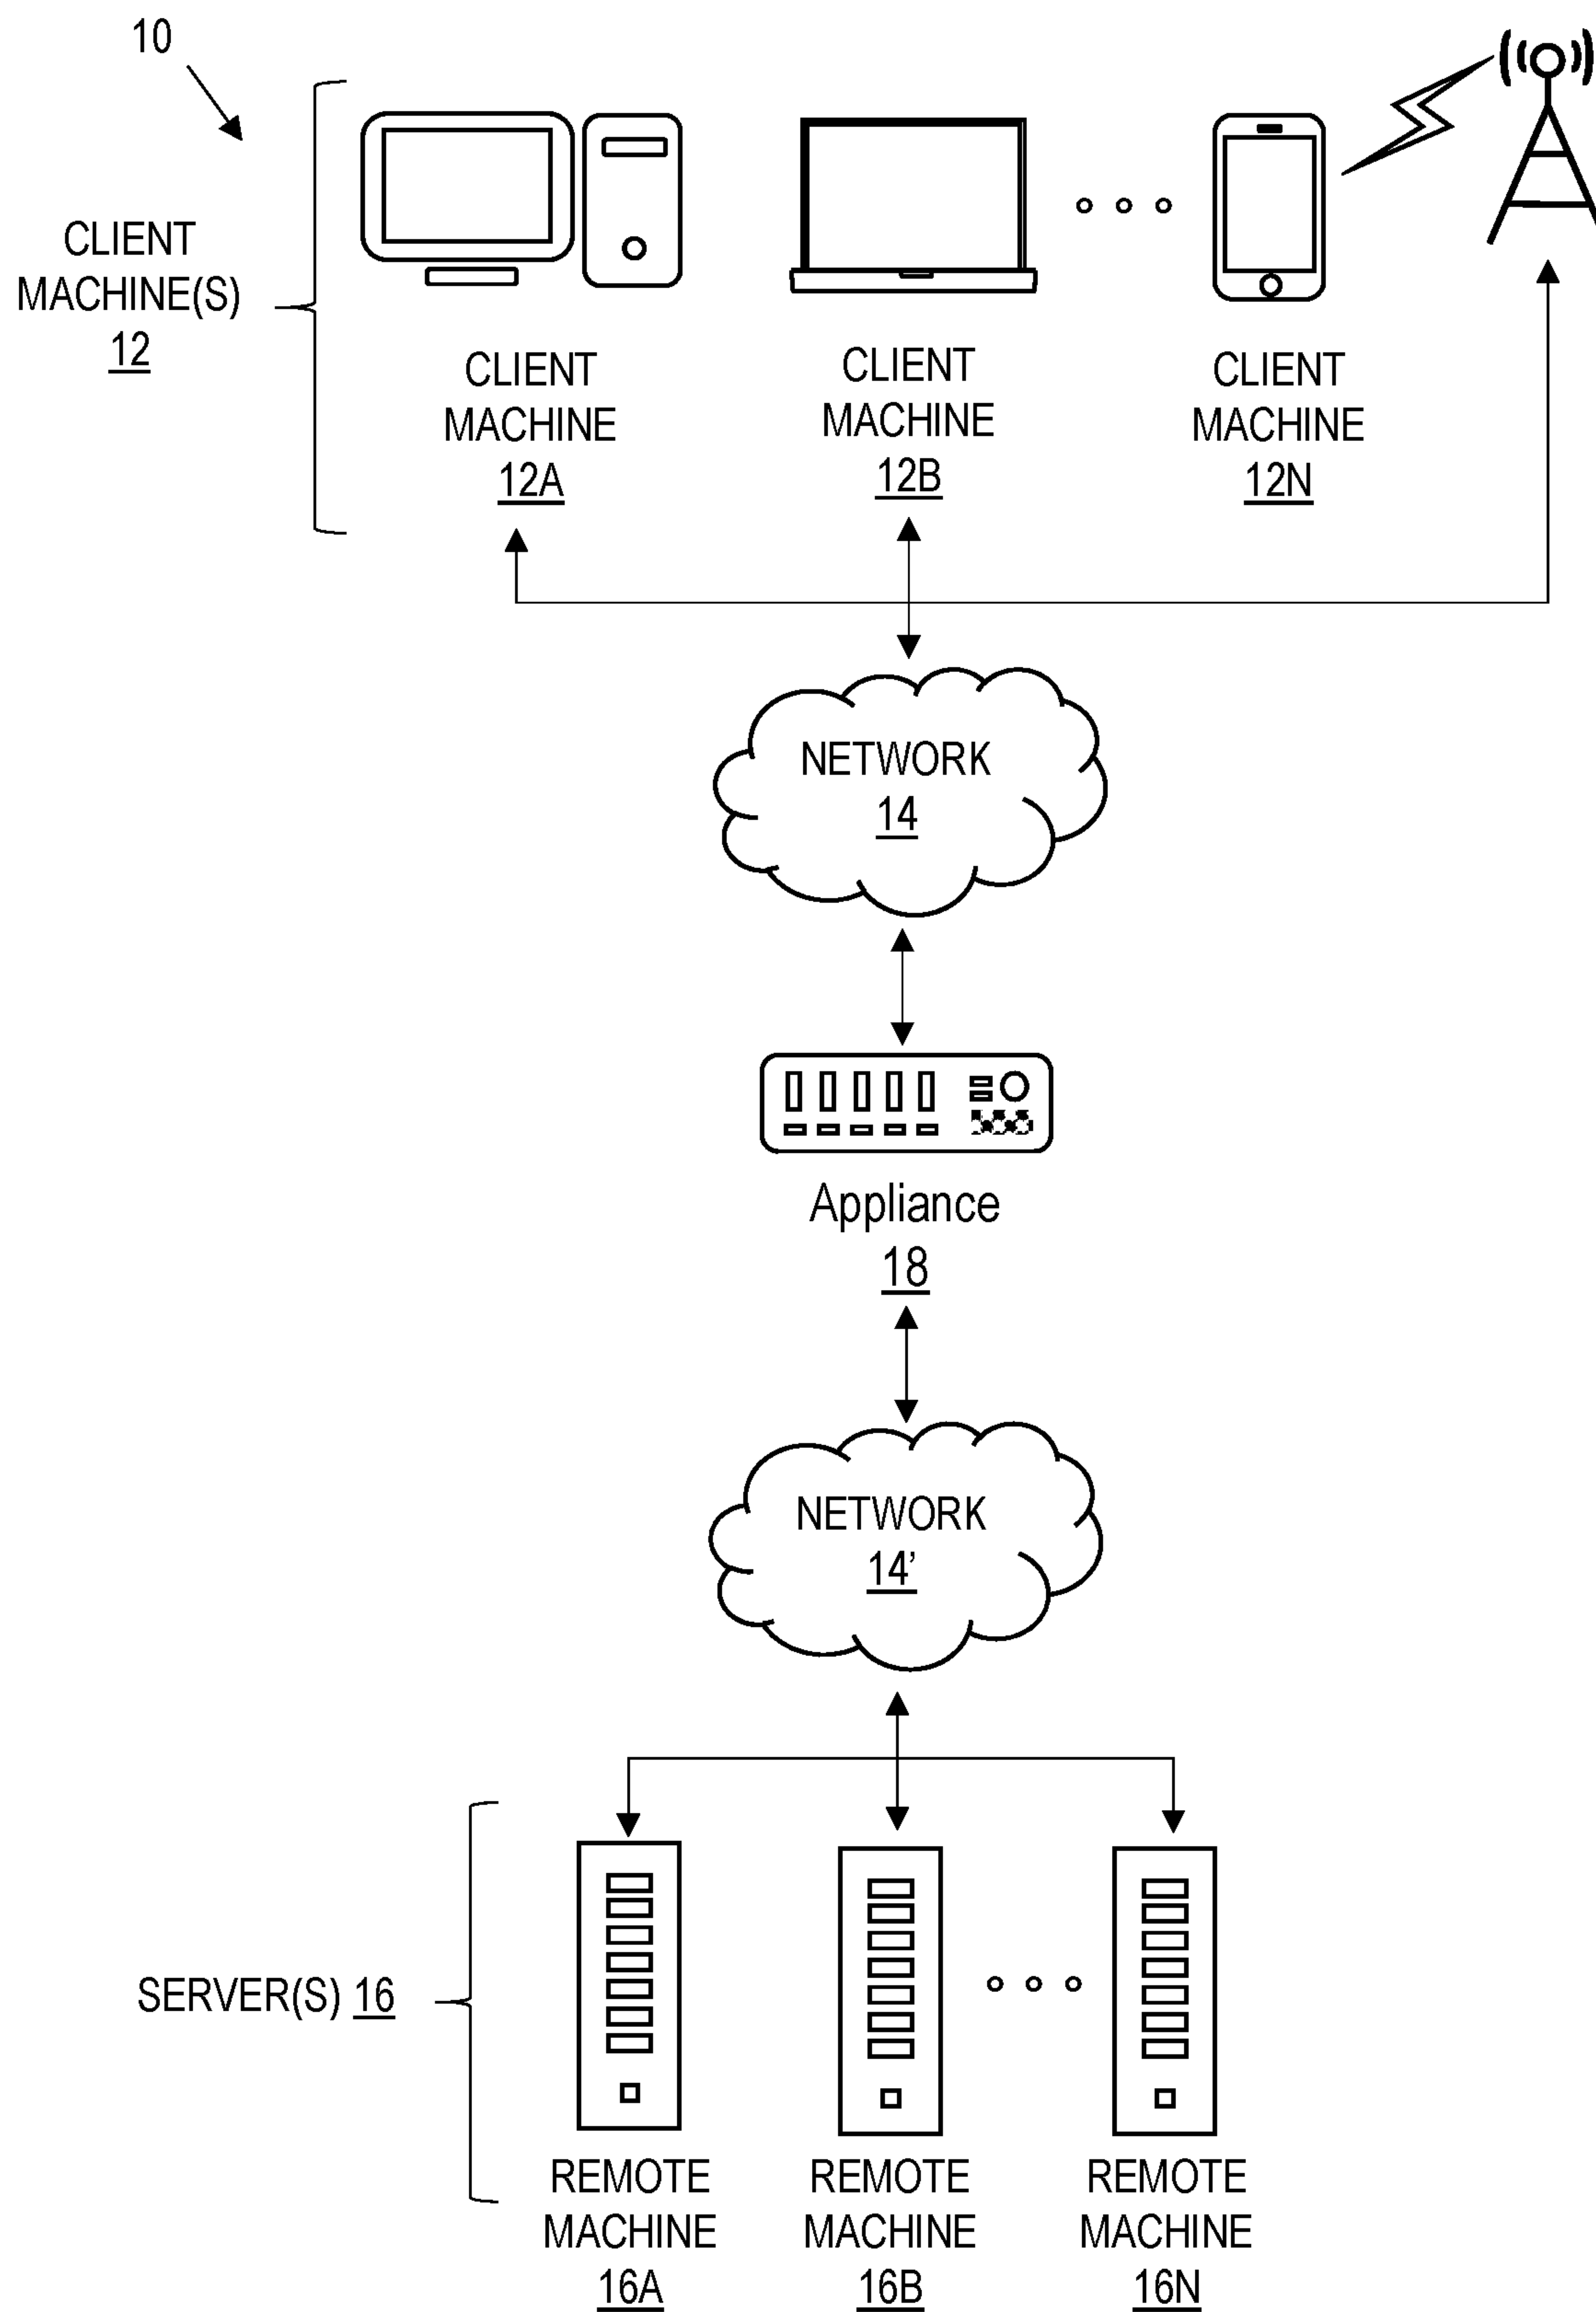 10
CLIENT
MACHINE(S)
12
CLIENT
MACHINE
12A
CLIENT
MACHINE
12B
CLIENT
MACHINE
12N
NETWORK
14
Appliance
18
NETWORK
14’
SERVER(S) 16
REMOTE
MACHINE
16A
REMOTE
MACHINE
16B
REMOTE
MACHINE
16N